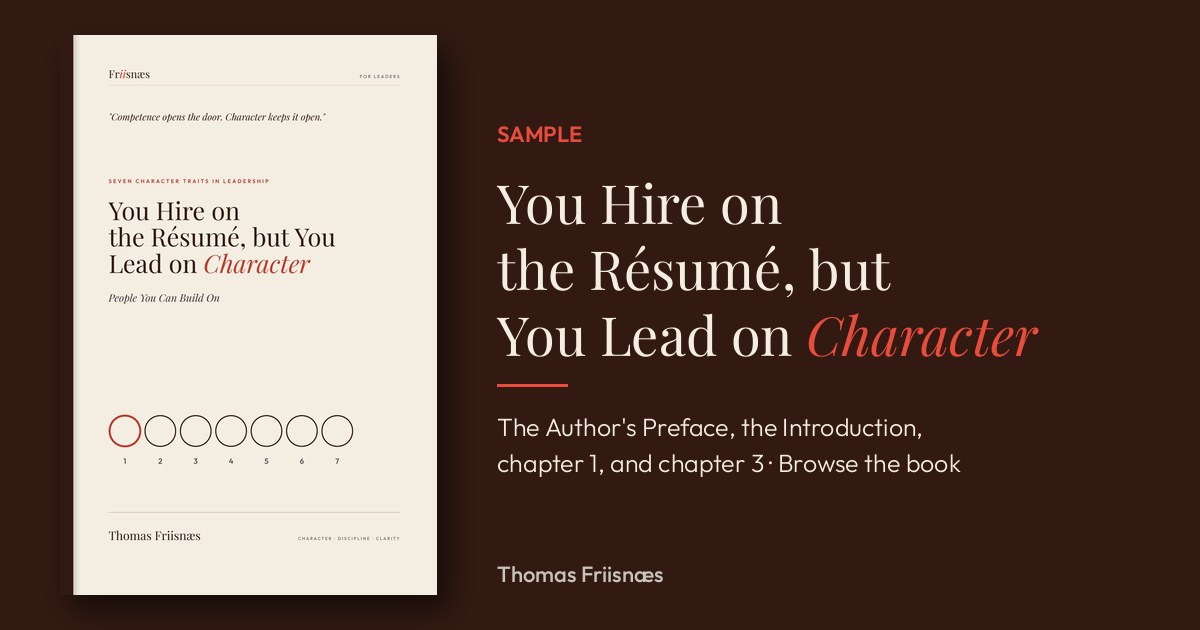 Friisnæs
FOR LEADERS
"Competence opens the door. Character keeps it open."
SEVEN CHARACTER TRAITS IN LEADERSHIP
You Hire on
the Résumé, but You
Lead on Character
People You Can Build On
1 2 3 4 5 6 7
Thomas Friisnæs
CHARACTER · DISCIPLINE · CLARITY
SAMPLE
You Hire on
the Résumé, but
You Lead on Character
The Author's Preface, the Introduction,
chapter 1, and chapter 3 · Browse the book
Thomas Friisnæs